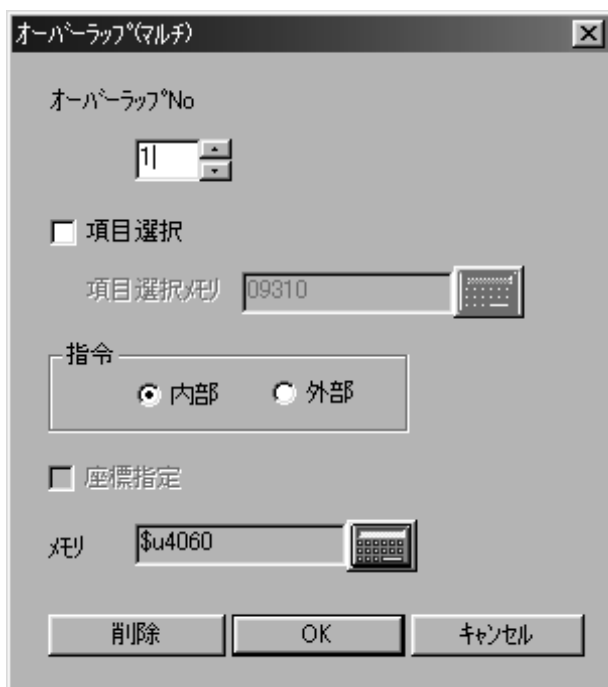 オーバーラップ(マルチ)
オーバーラップNo
1
項目選択
項目選択メモリ 09310
指令
内部 外部
座標指定
メモリ $u4060
削除 OK キャンセル